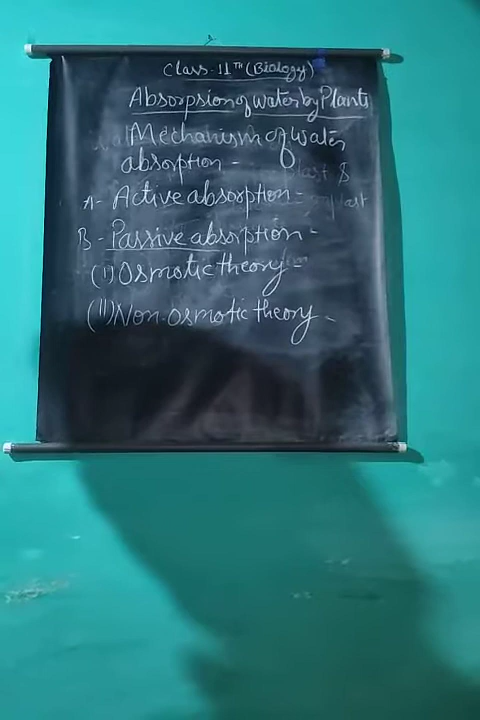 Class-11th (Biology)
Absorpsion of water by Plants
Mechanism of water
absorption -
A- Active absorption -
B- Passive absorption -
(i) Osmotic theory -
(ii) Non-osmotic theory -